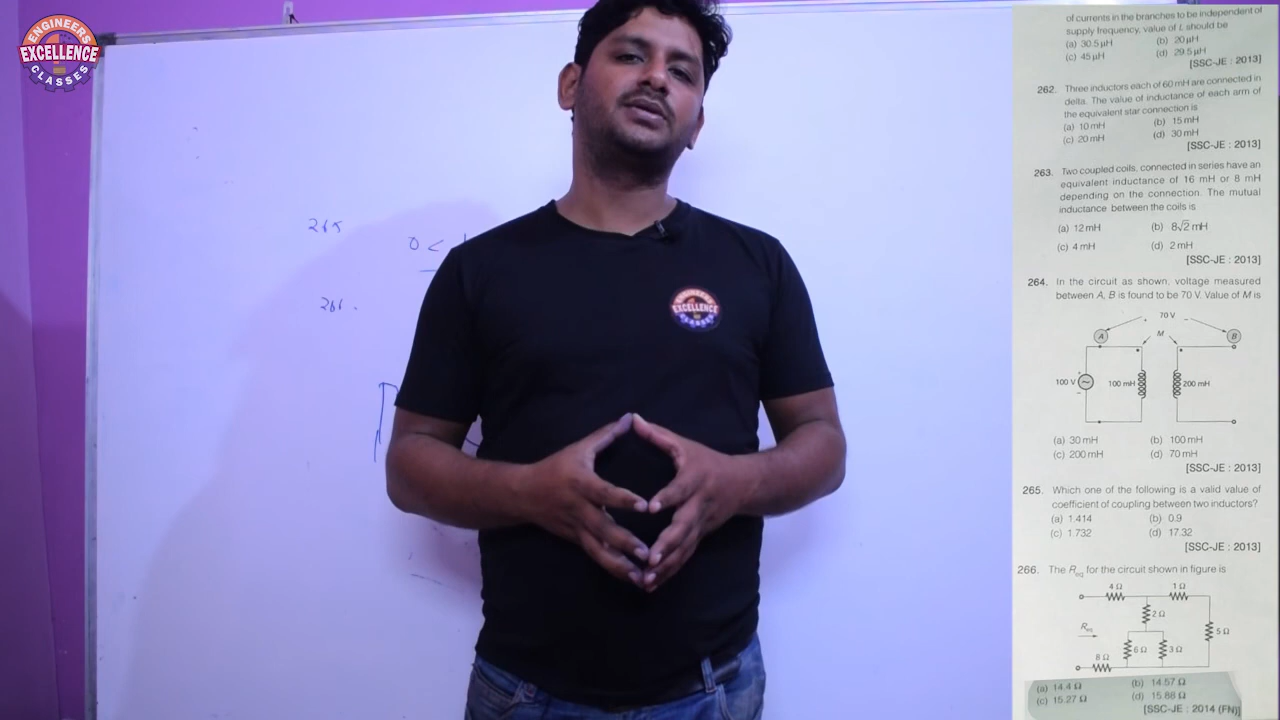 ENGINEERS
EXCELLENCE
CLASSES
265
0 <
266.
ENGINEERS
EXCELLENCE
CLASSES
of currents in the branches to be independent of
supply frequency, value of L should be
(a) 30.5 μH (b) 20 μH
(c) 45 μH (d) 29.5 μH
[SSC-JE : 2013]
262. Three inductors each of 60 mH are connected in
delta. The value of inductance of each arm of
the equivalent star connection is
(a) 10 mH (b) 15 mH
(c) 20 mH (d) 30 mH
[SSC-JE : 2013]
263. Two coupled coils, connected in series have an
equivalent inductance of 16 mH or 8 mH
depending on the connection. The mutual
inductance between the coils is
(a) 12 mH (b) 8√2 mH
(c) 4 mH (d) 2 mH
[SSC-JE : 2013]
264. In the circuit as shown, voltage measured
between A, B is found to be 70 V. Value of M is
+ 70 V −
A M B
100 V + ~ − 100 mH 200 mH
(a) 30 mH (b) 100 mH
(c) 200 mH (d) 70 mH
[SSC-JE : 2013]
265. Which one of the following is a valid value of
coefficient of coupling between two inductors?
(a) 1.414 (b) 0.9
(c) 1.732 (d) 17.32
[SSC-JE : 2013]
266. The Req for the circuit shown in figure is
4 Ω 1 Ω
2 Ω
Req 5 Ω
6 Ω 3 Ω
8 Ω
(a) 14.4 Ω (b) 14.57 Ω
(c) 15.27 Ω (d) 15.88 Ω
[SSC-JE : 2014 (FN)]